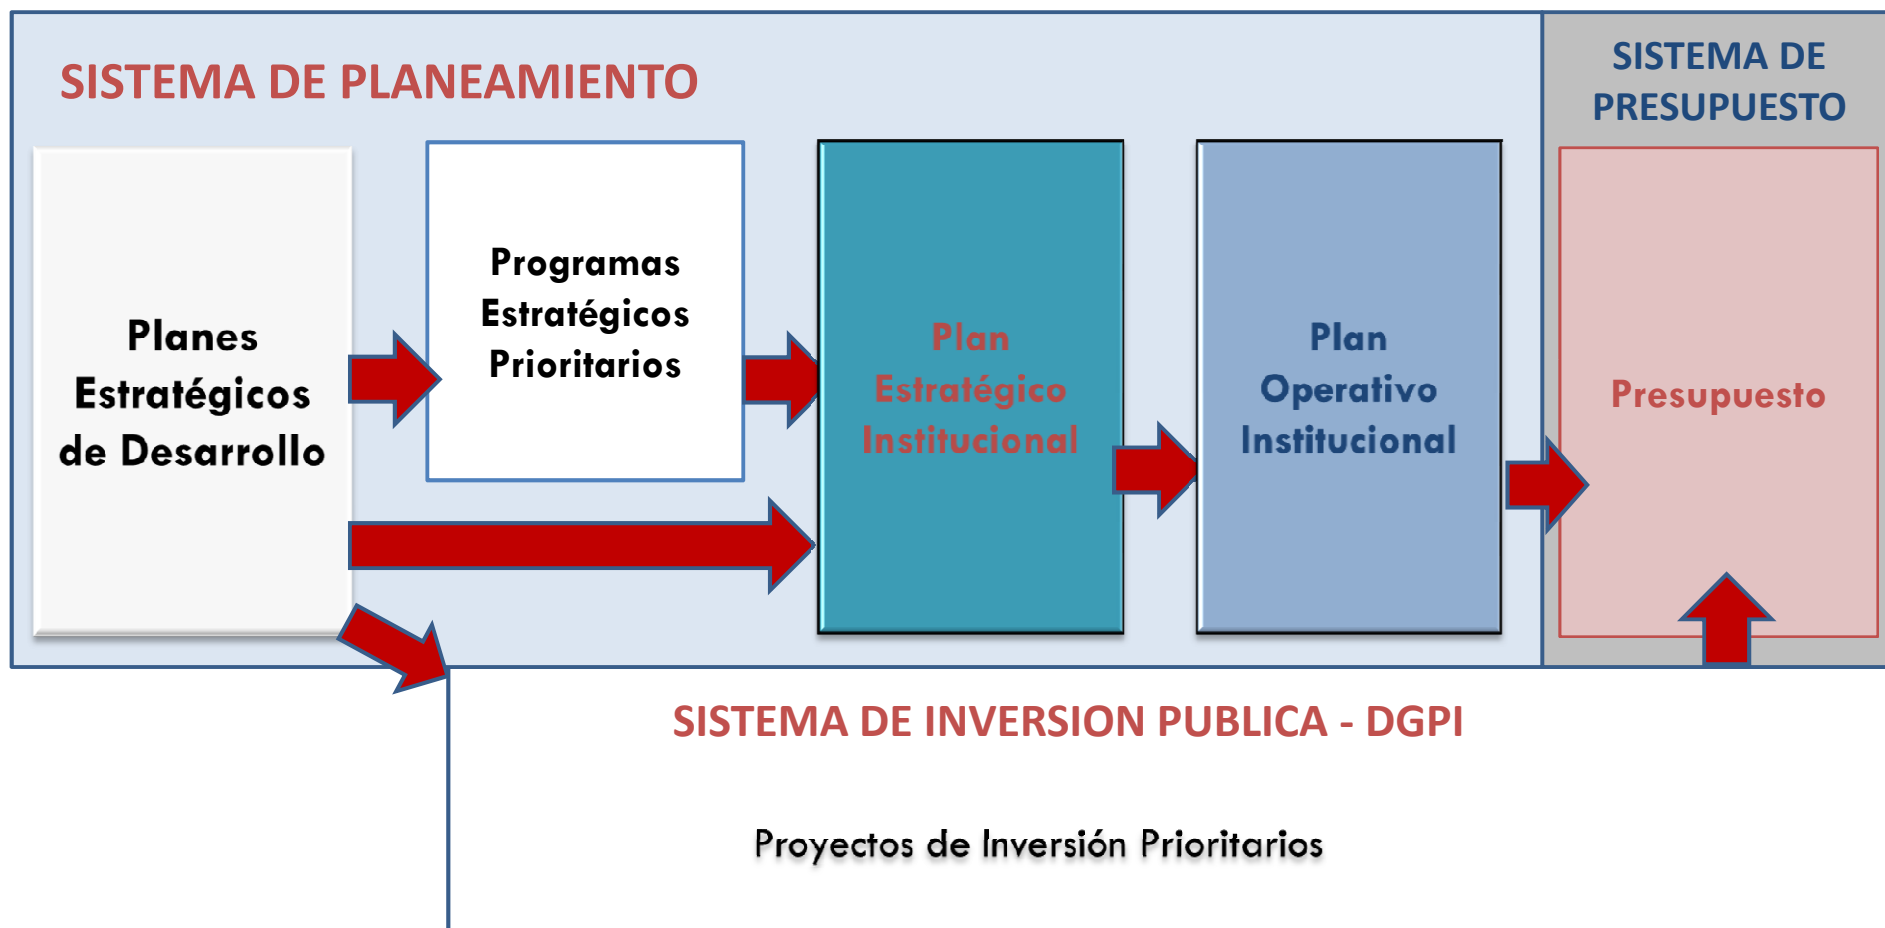 SISTEMA DE PLANEAMIENTO
SISTEMA DE
PRESUPUESTO
Planes
Estratégicos
de Desarrollo
Programas
Estratégicos
Prioritarios
Plan
Estratégico
Institucional
Plan
Operativo
Institucional
Presupuesto
SISTEMA DE INVERSION PUBLICA - DGPI
Proyectos de Inversión Prioritarios